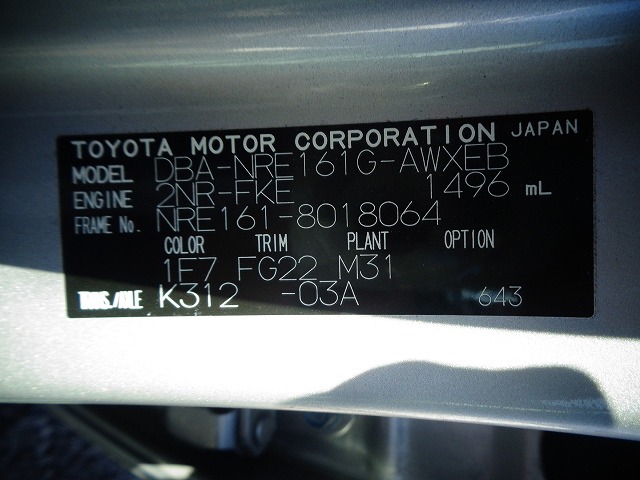 TOYOTA MOTOR CORPORATION JAPAN
MODEL DBA-NRE161G-AWXEB
ENGINE 2NR-FKE 1496 mL
FRAME No. NRE161-8018064
COLOR TRIM PLANT OPTION
1F7 FG22 M31
TRANS./AXLE K312 -03A 643